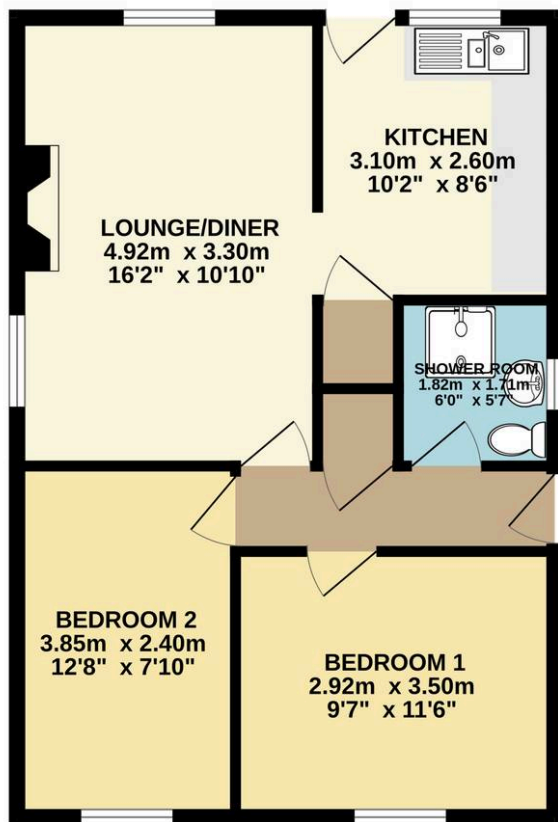 KITCHEN
3.10m x 2.60m
10'2" x 8'6"
LOUNGE/DINER
4.92m x 3.30m
16'2" x 10'10"
SHOWER ROOM
1.82m x 1.71m
6'0" x 5'7"
BEDROOM 2
3.85m x 2.40m
12'8" x 7'10"
BEDROOM 1
2.92m x 3.50m
9'7" x 11'6"